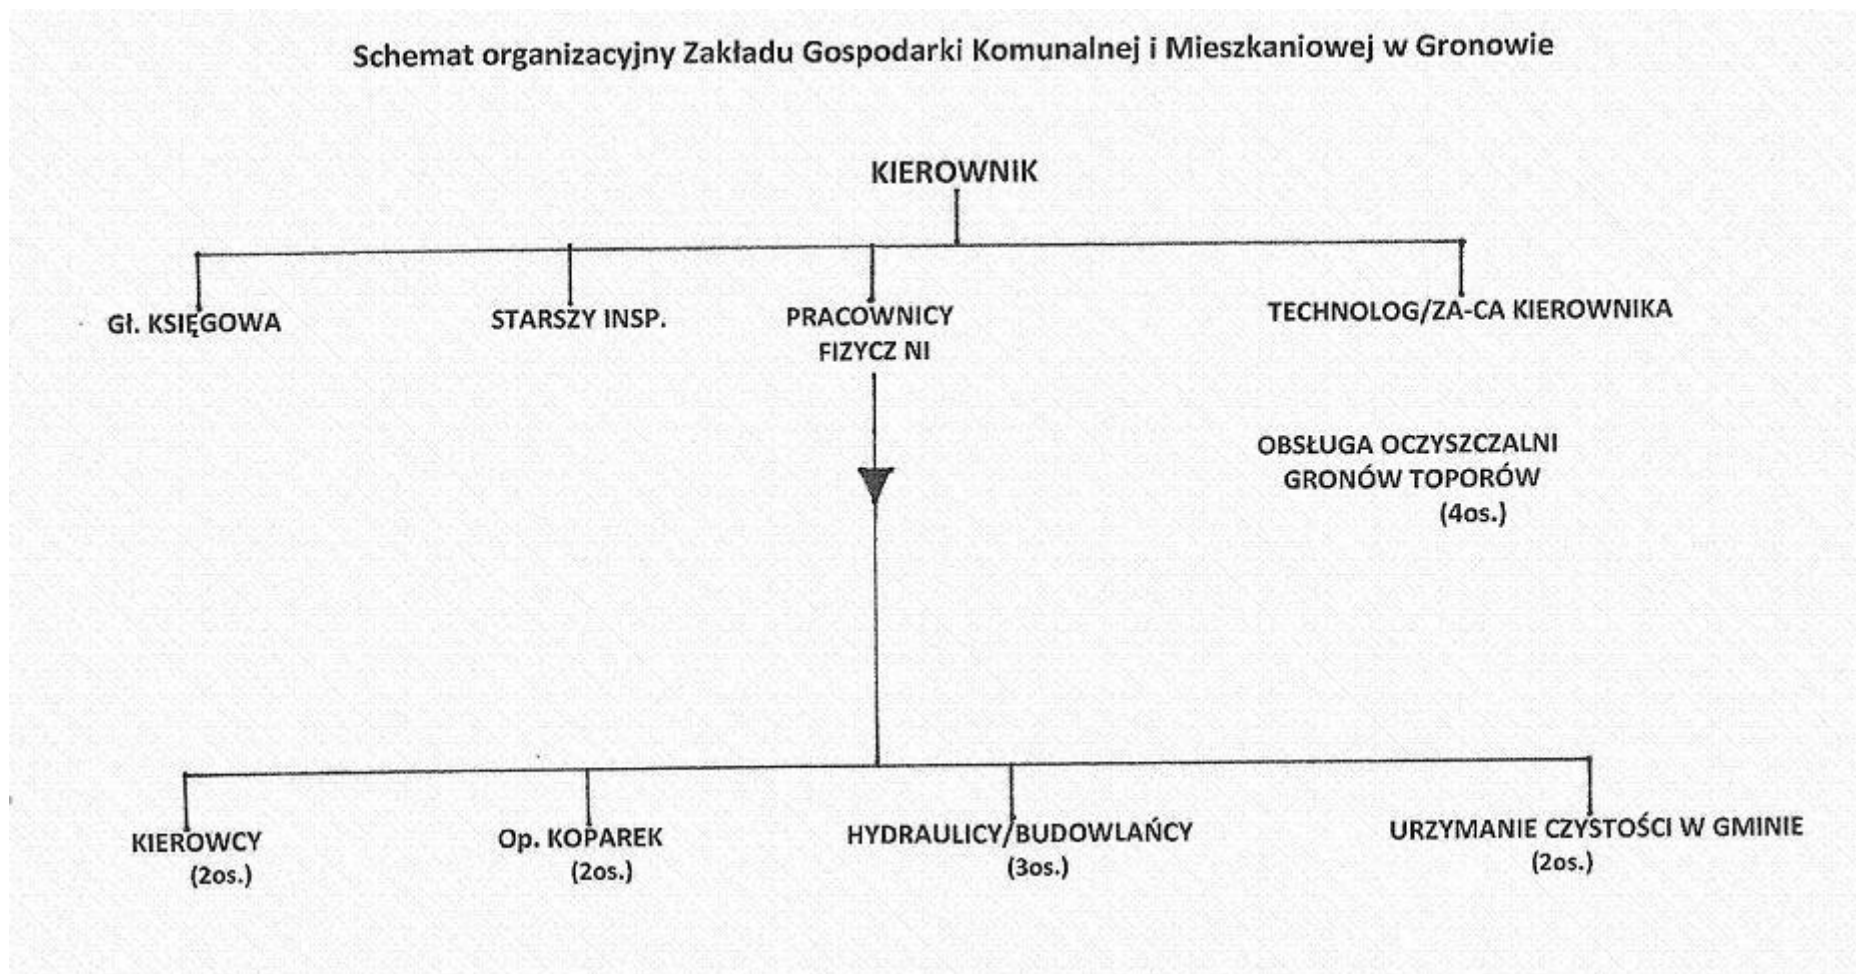 Schemat organizacyjny Zakładu Gospodarki Komunalnej i Mieszkaniowej w Gronowie
KIEROWNIK
Gł. KSIĘGOWA
STARSZY INSP.
PRACOWNICY
FIZYCZ NI
TECHNOLOG/ZA-CA KIEROWNIKA
OBSŁUGA OCZYSZCZALNI
GRONÓW TOPORÓW
(4os.)
KIEROWCY
(2os.)
Op. KOPAREK
(2os.)
HYDRAULICY/BUDOWLAŃCY
(3os.)
URZYMANIE CZYSTOŚCI W GMINIE
(2os.)